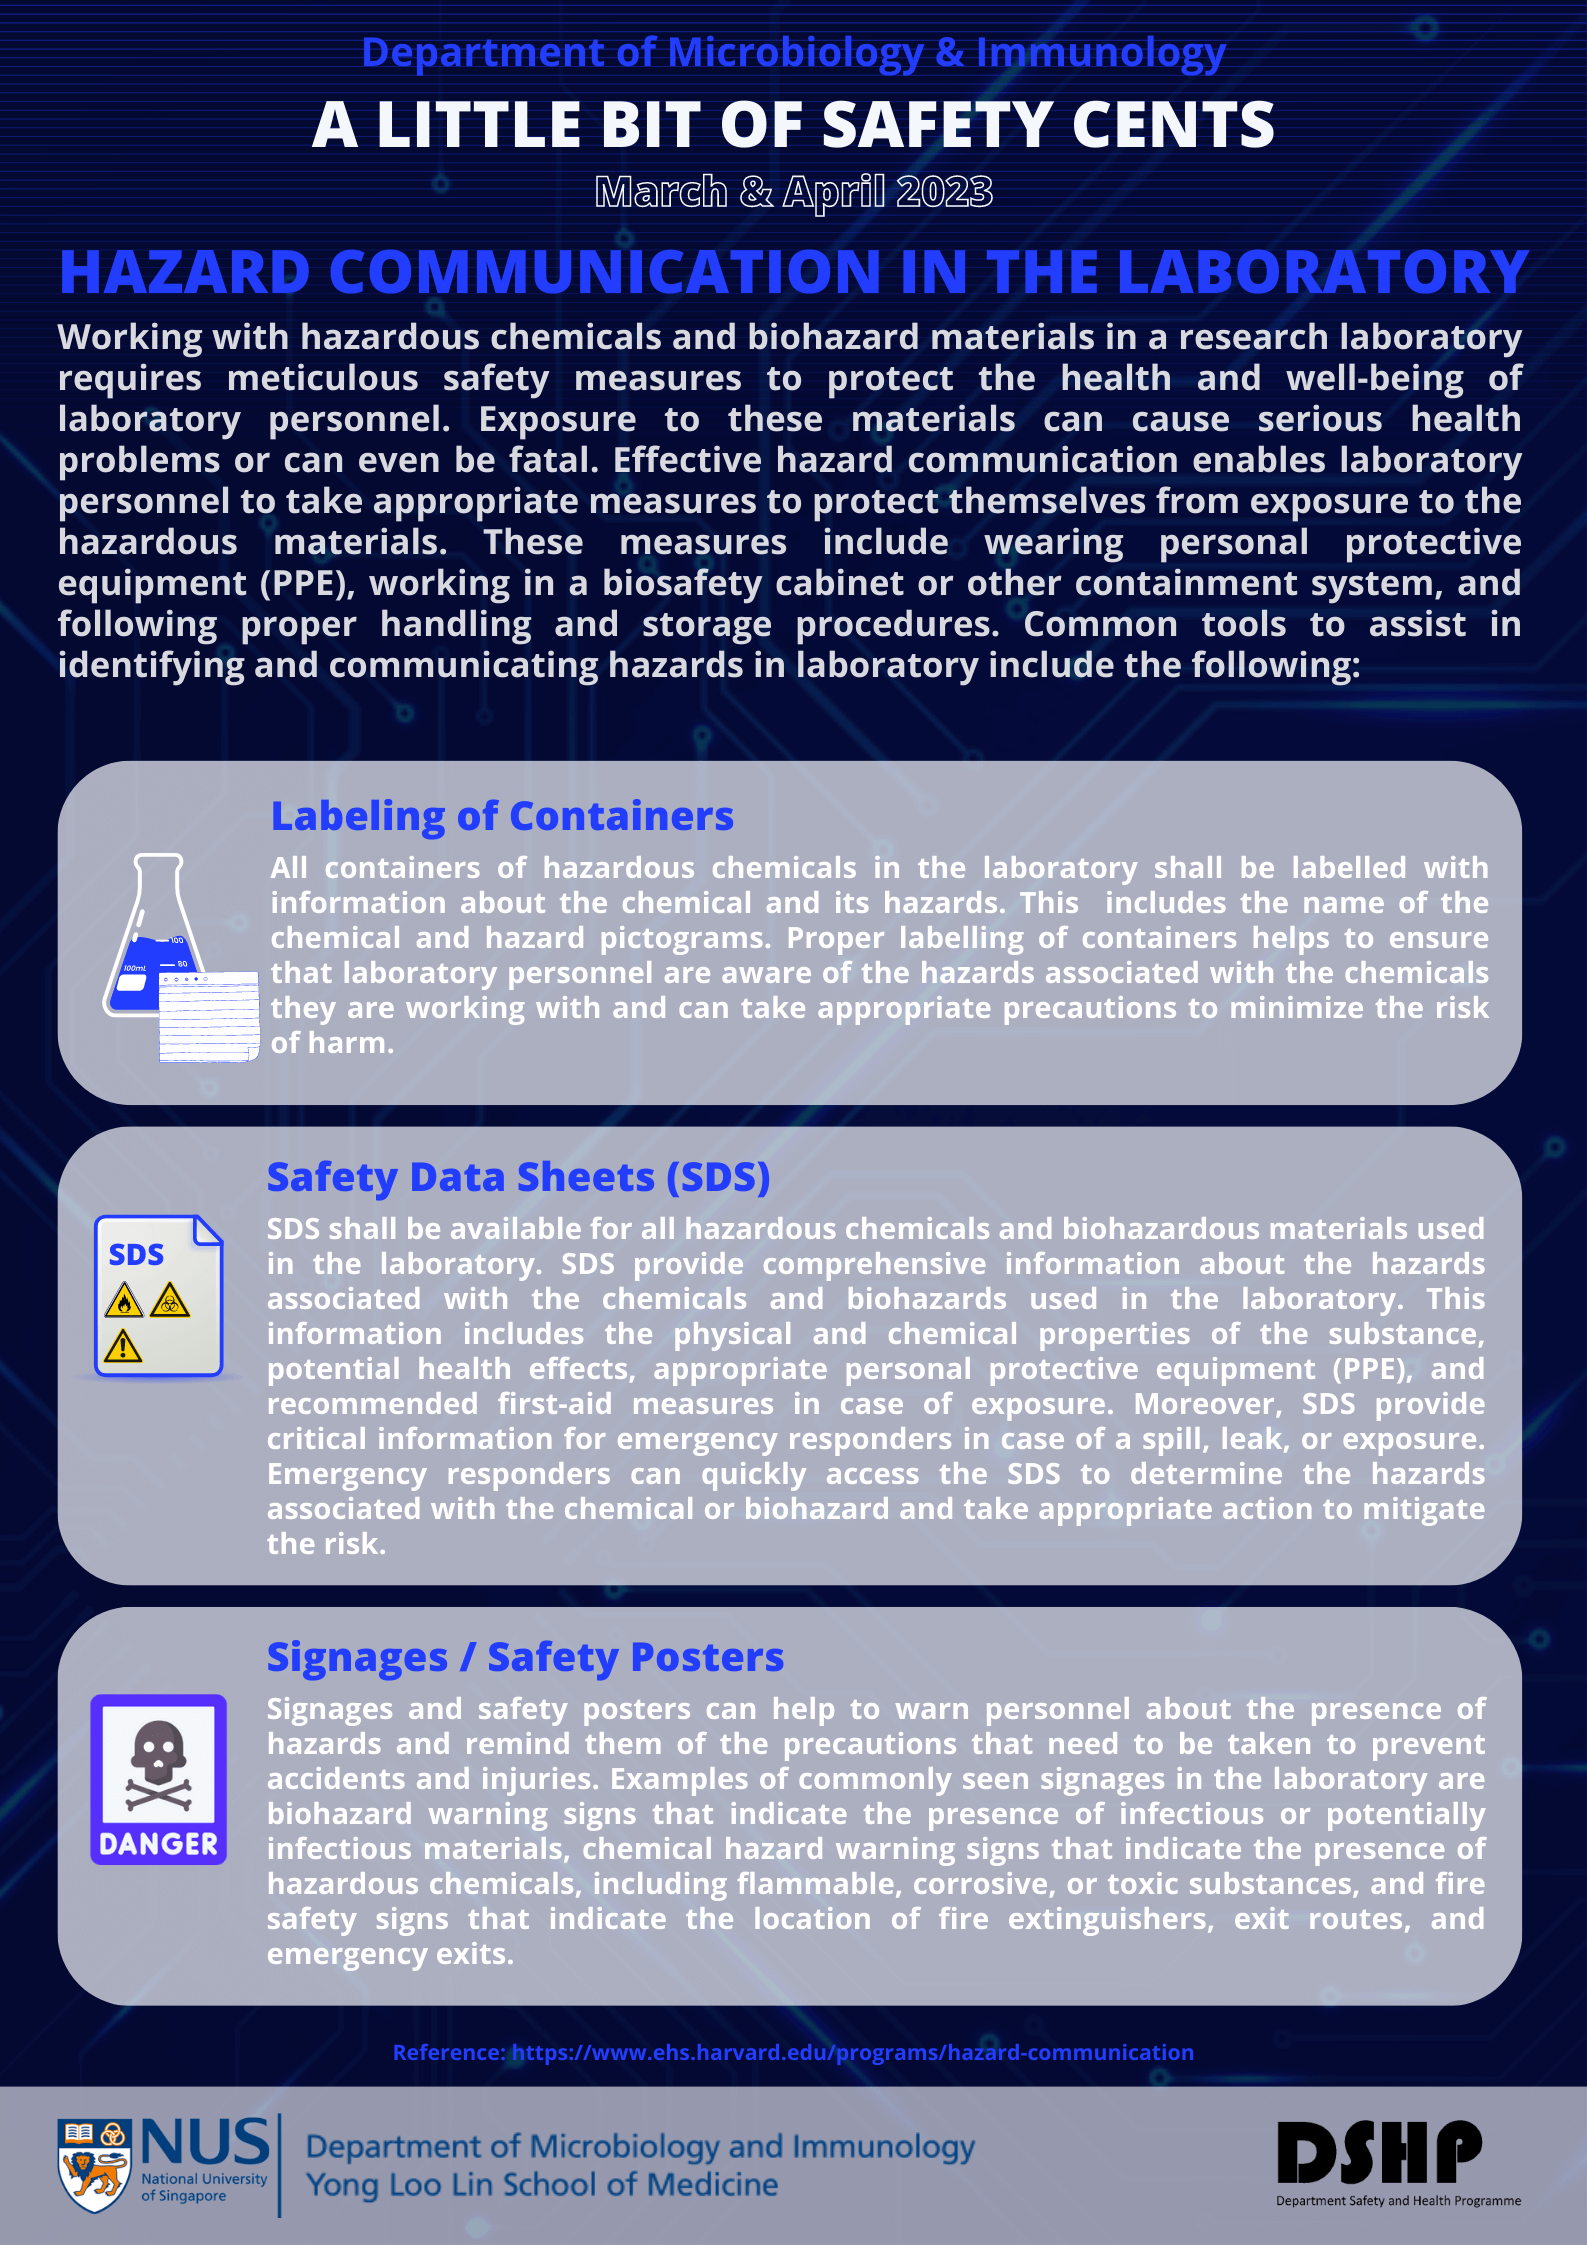 Department of Microbiology & Immunology
A LITTLE BIT OF SAFETY CENTS
March & April 2023
HAZARD COMMUNICATION IN THE LABORATORY
Working with hazardous chemicals and biohazard materials in a research laboratory
requires meticulous safety measures to protect the health and well-being of
laboratory personnel. Exposure to these materials can cause serious health
problems or can even be fatal. Effective hazard communication enables laboratory
personnel to take appropriate measures to protect themselves from exposure to the
hazardous materials. These measures include wearing personal protective
equipment (PPE), working in a biosafety cabinet or other containment system, and
following proper handling and storage procedures. Common tools to assist in
identifying and communicating hazards in laboratory include the following:
Labeling of Containers
All containers of hazardous chemicals in the laboratory shall be labelled with
information about the chemical and its hazards. This includes the name of the
chemical and hazard pictograms. Proper labelling of containers helps to ensure
that laboratory personnel are aware of the hazards associated with the chemicals
they are working with and can take appropriate precautions to minimize the risk
of harm.
100
80
100mL
Safety Data Sheets (SDS)
SDS
SDS shall be available for all hazardous chemicals and biohazardous materials used
in the laboratory. SDS provide comprehensive information about the hazards
associated with the chemicals and biohazards used in the laboratory. This
information includes the physical and chemical properties of the substance,
potential health effects, appropriate personal protective equipment (PPE), and
recommended first-aid measures in case of exposure. Moreover, SDS provide
critical information for emergency responders in case of a spill, leak, or exposure.
Emergency responders can quickly access the SDS to determine the hazards
associated with the chemical or biohazard and take appropriate action to mitigate
the risk.
Signages / Safety Posters
DANGER
Signages and safety posters can help to warn personnel about the presence of
hazards and remind them of the precautions that need to be taken to prevent
accidents and injuries. Examples of commonly seen signages in the laboratory are
biohazard warning signs that indicate the presence of infectious or potentially
infectious materials, chemical hazard warning signs that indicate the presence of
hazardous chemicals, including flammable, corrosive, or toxic substances, and fire
safety signs that indicate the location of fire extinguishers, exit routes, and
emergency exits.
Reference: https://www.ehs.harvard.edu/programs/hazard-communication
NUS
National University
of Singapore
Department of Microbiology and Immunology
Yong Loo Lin School of Medicine
DSHP
Department Safety and Health Programme